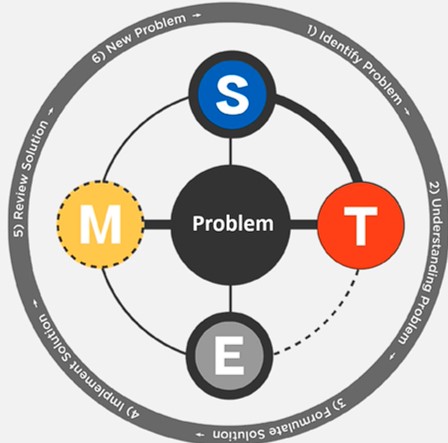 1) Identify Problem →
2) Understanding Problem →
3) Formulate Solution →
4) Implement Solution →
5) Review Solution →
6) New Problem →
S
M
Problem
T
E